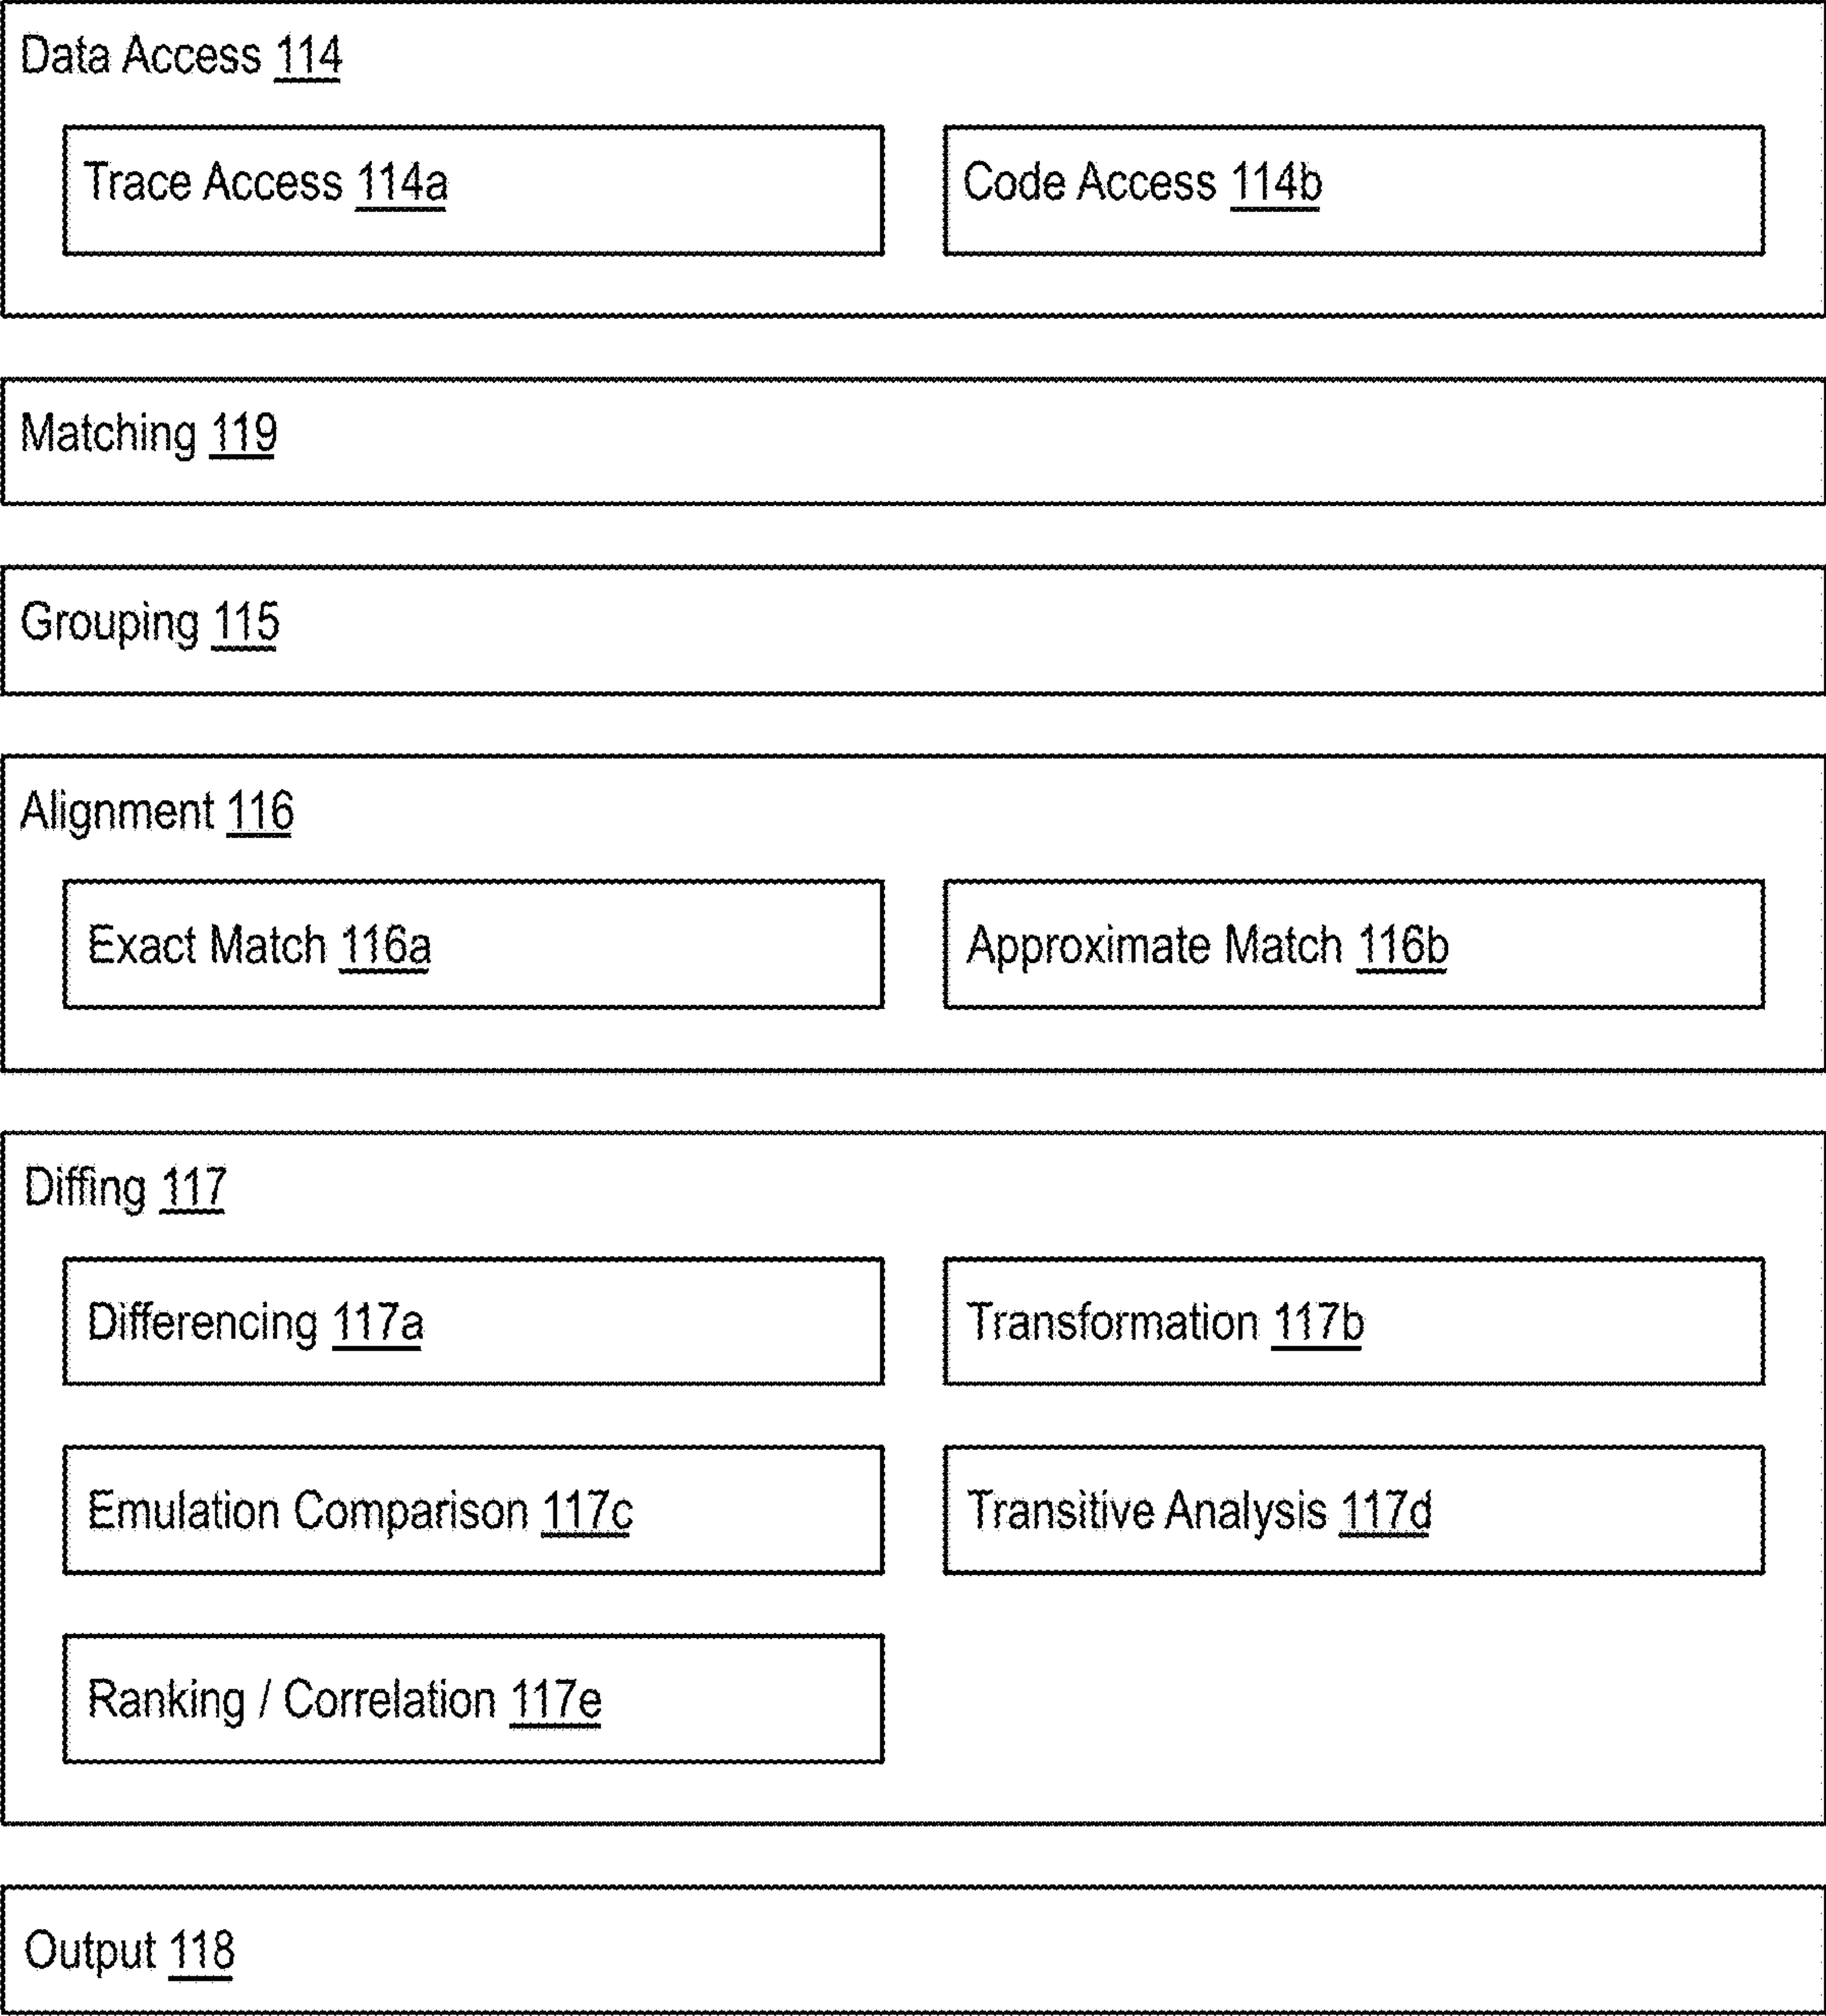 Data Access 114
Trace Access 114a
Code Access 114b
Matching 119
Grouping 115
Alignment 116
Exact Match 116a
Approximate Match 116b
Diffing 117
Differencing 117a
Transformation 117b
Emulation Comparison 117c
Transitive Analysis 117d
Ranking / Correlation 117e
Output 118